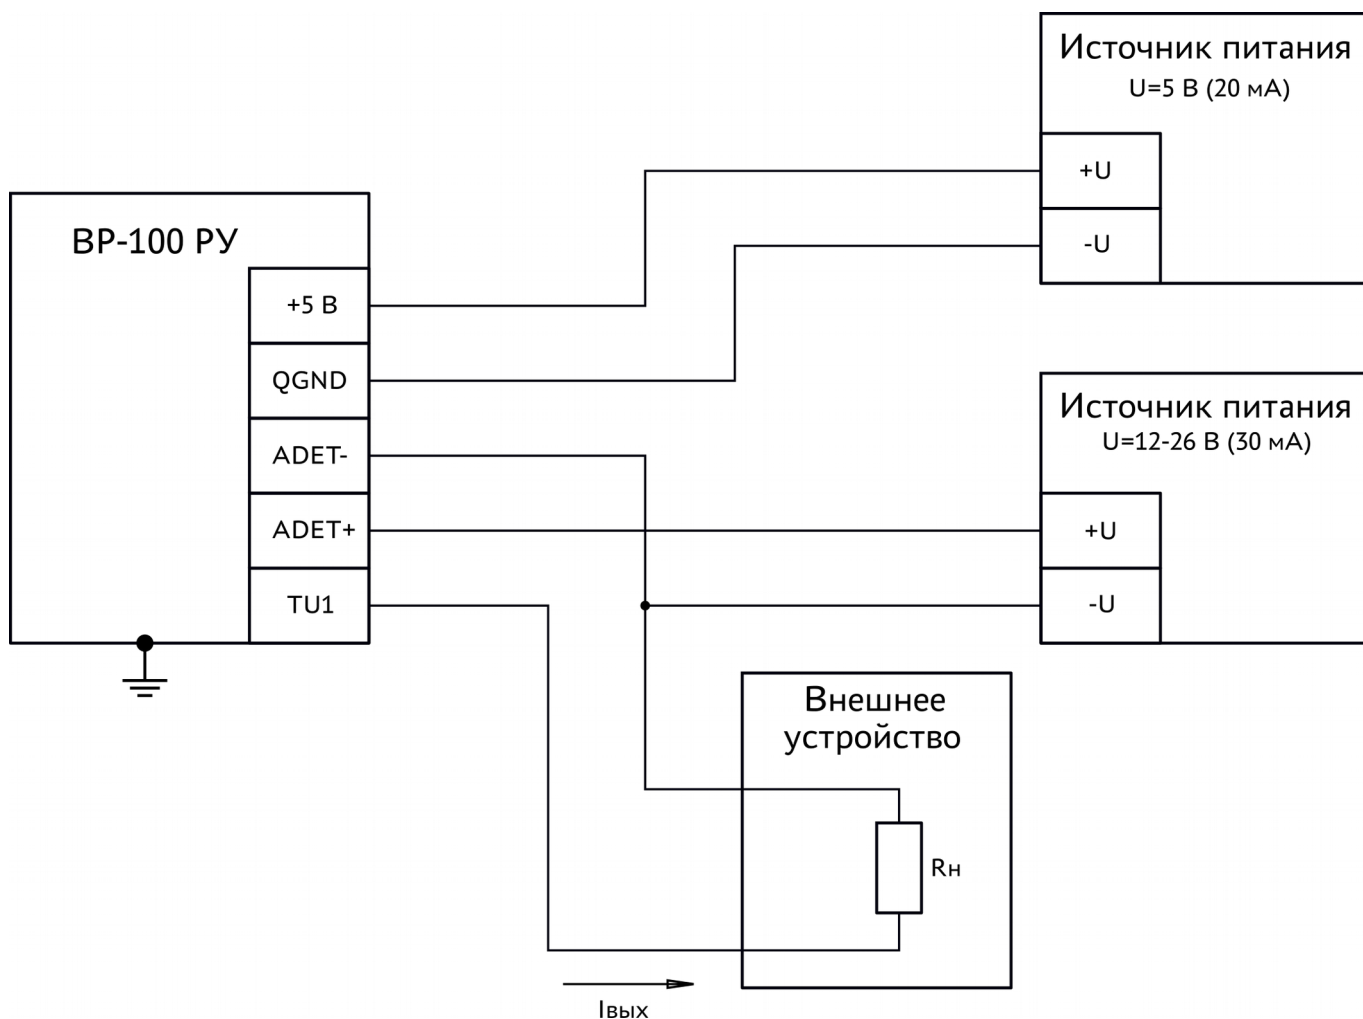 Источник питания
U=5 В (20 мА)
+U
-U
ВР-100 РУ
+5 В
QGND
ADET-
ADET+
TU1
Источник питания
U=12-26 В (30 мА)
+U
-U
Внешнее
устройство
Rн
Iвых